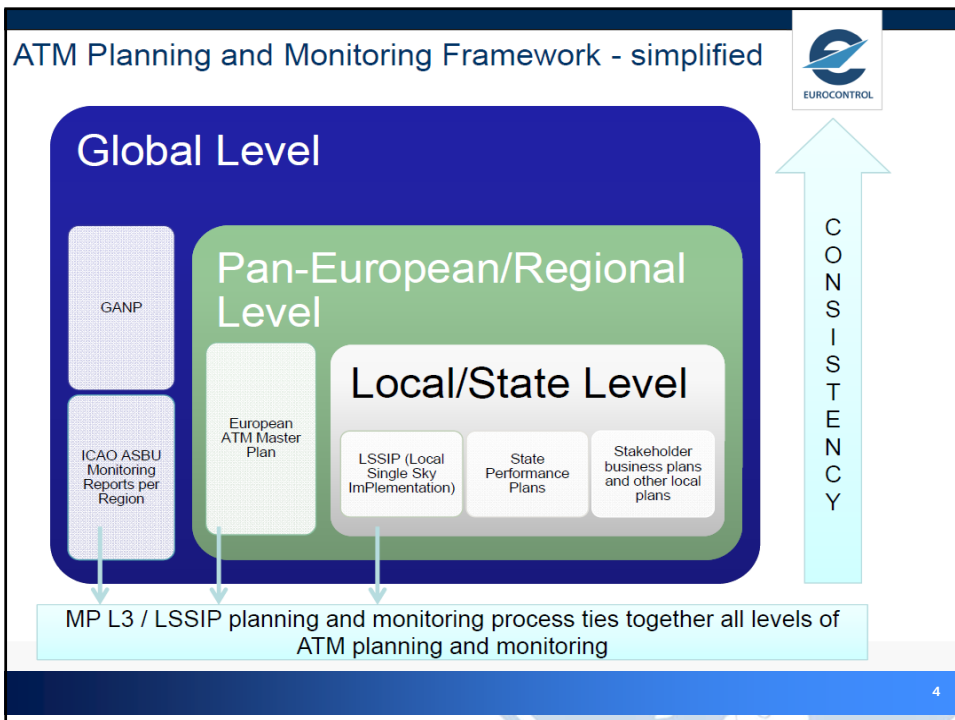 ATM Planning and Monitoring Framework - simplified
EUROCONTROL
Global Level
GANP
ICAO ASBU
Monitoring
Reports per
Region
Pan-European/Regional
Level
European
ATM Master
Plan
Local/State Level
LSSIP (Local
Single Sky
ImPlementation)
State
Performance
Plans
Stakeholder
business plans
and other local
plans
C
O
N
S
I
S
T
E
N
C
Y
MP L3 / LSSIP planning and monitoring process ties together all levels of
ATM planning and monitoring
4